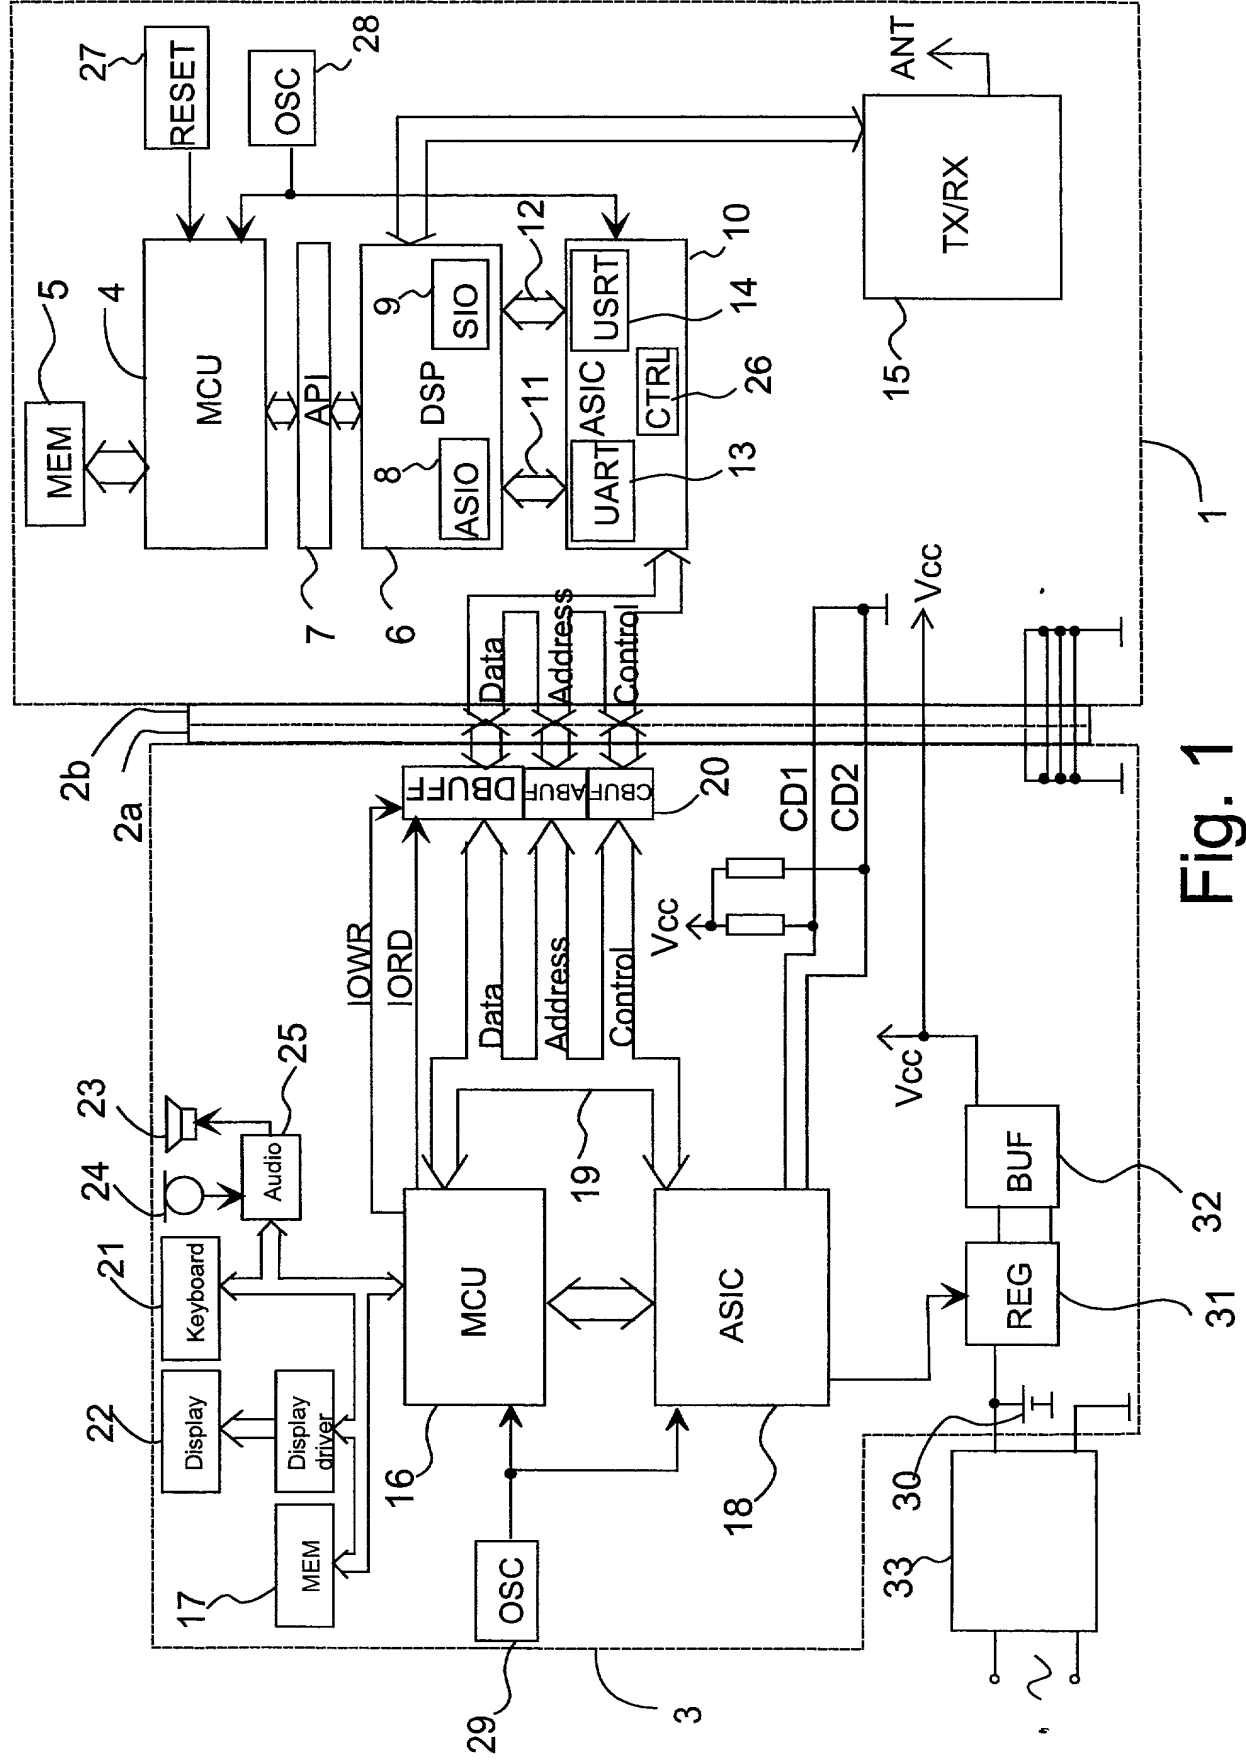 27
RESET
28
OSC
ANT
5
4
MEM
MCU
API
7
9
SIO
DSP
8
ASIO
6
12
11
10
USRT
14
ASIC
CTRL
26
UART
13
TX/RX
15
1
Data
Address
Control
Vcc
2b
2a
DBUFF
ABUF
CBUF
20
CD1
CD2
Vcc
IOWR
IORD
Data
Address
Control
19
Vcc
23
24
25
Audio
21
Keyboard
22
Display
Display
driver
17
MEM
MCU
16
ASIC
18
OSC
29
3
BUF
32
REG
31
30
33
Fig. 1